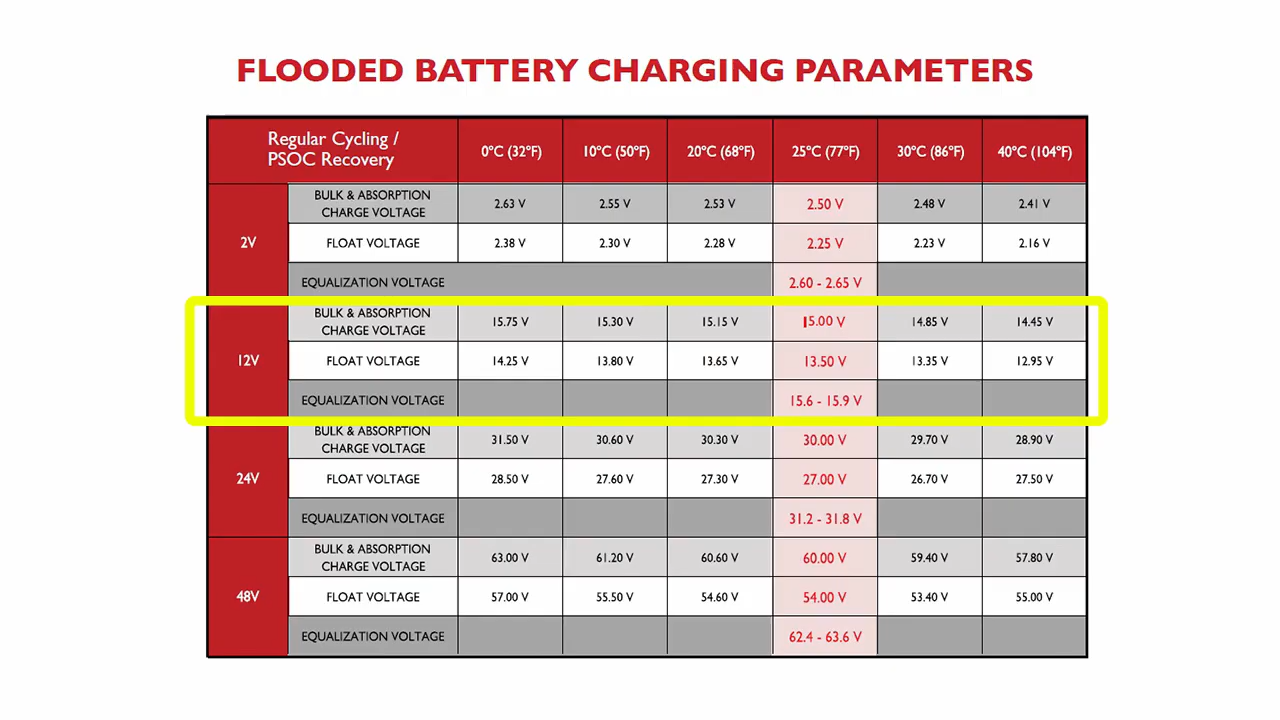 FLOODED BATTERY CHARGING PARAMETERS
Regular Cycling /
PSOC Recovery
0°C (32°F) 10°C (50°F) 20°C (68°F) 25°C (77°F) 30°C (86°F) 40°C (104°F)
2V
BULK & ABSORPTION
CHARGE VOLTAGE
2.63 V 2.55 V 2.53 V 2.50 V 2.48 V 2.41 V
FLOAT VOLTAGE 2.38 V 2.30 V 2.28 V 2.25 V 2.23 V 2.16 V
EQUALIZATION VOLTAGE 2.60 - 2.65 V
12V
BULK & ABSORPTION
CHARGE VOLTAGE
15.75 V 15.30 V 15.15 V 15.00 V 14.85 V 14.45 V
FLOAT VOLTAGE 14.25 V 13.80 V 13.65 V 13.50 V 13.35 V 12.95 V
EQUALIZATION VOLTAGE 15.6 - 15.9 V
24V
BULK & ABSORPTION
CHARGE VOLTAGE
31.50 V 30.60 V 30.30 V 30.00 V 29.70 V 28.90 V
FLOAT VOLTAGE 28.50 V 27.60 V 27.30 V 27.00 V 26.70 V 27.50 V
EQUALIZATION VOLTAGE 31.2 - 31.8 V
48V
BULK & ABSORPTION
CHARGE VOLTAGE
63.00 V 61.20 V 60.60 V 60.00 V 59.40 V 57.80 V
FLOAT VOLTAGE 57.00 V 55.50 V 54.60 V 54.00 V 53.40 V 55.00 V
EQUALIZATION VOLTAGE 62.4 - 63.6 V